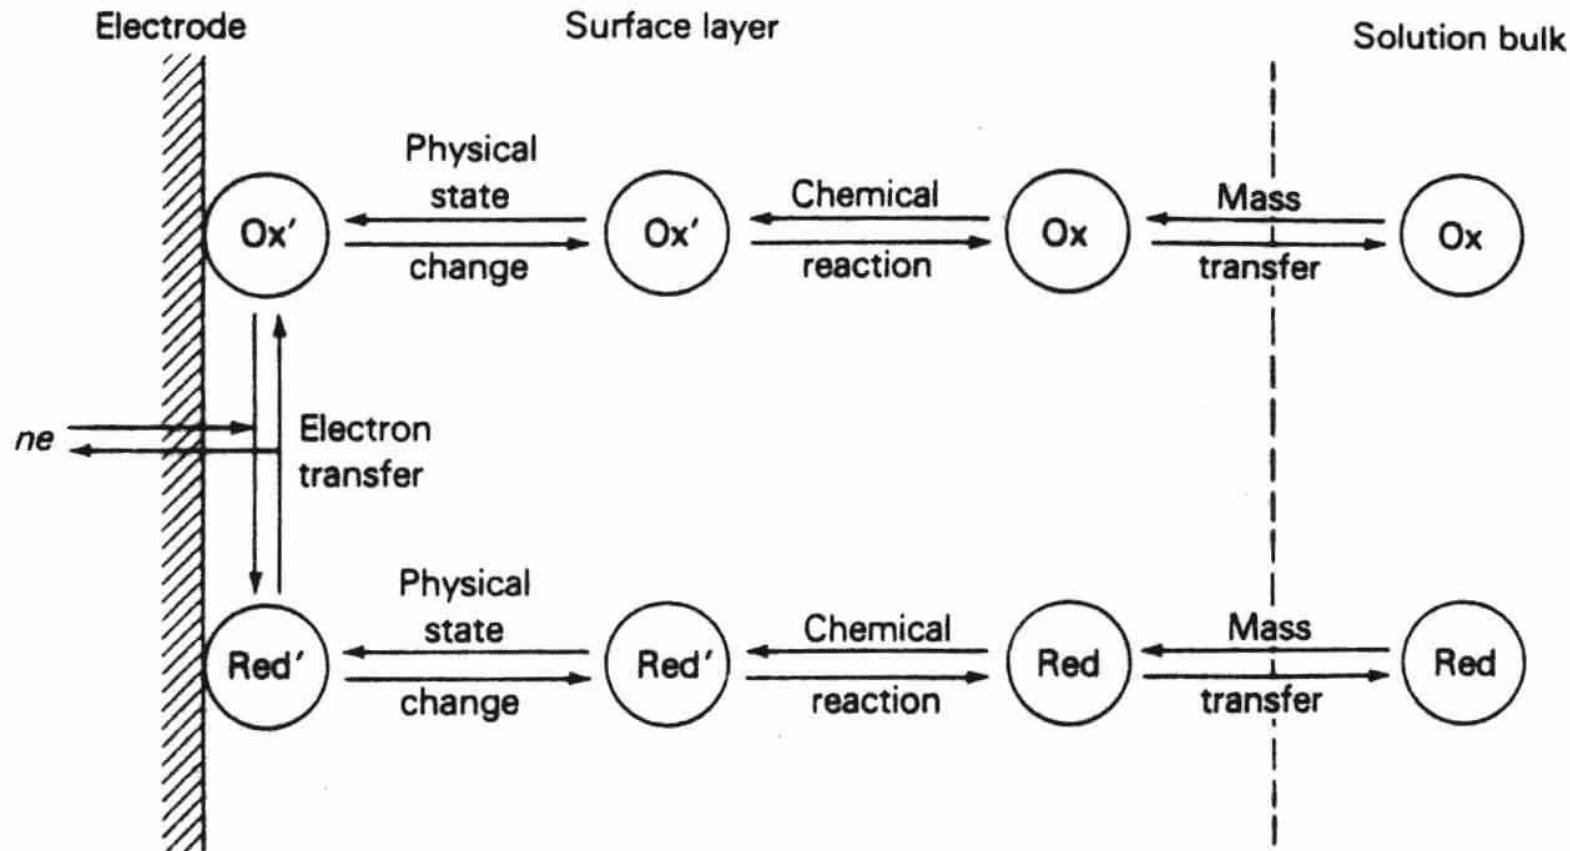 Electrode
Surface layer
Solution bulk
Physical
state
change
Chemical
reaction
Mass
transfer
Ox′
Ox′
Ox
Ox
ne
Electron
transfer
Physical
state
change
Chemical
reaction
Mass
transfer
Red′
Red′
Red
Red